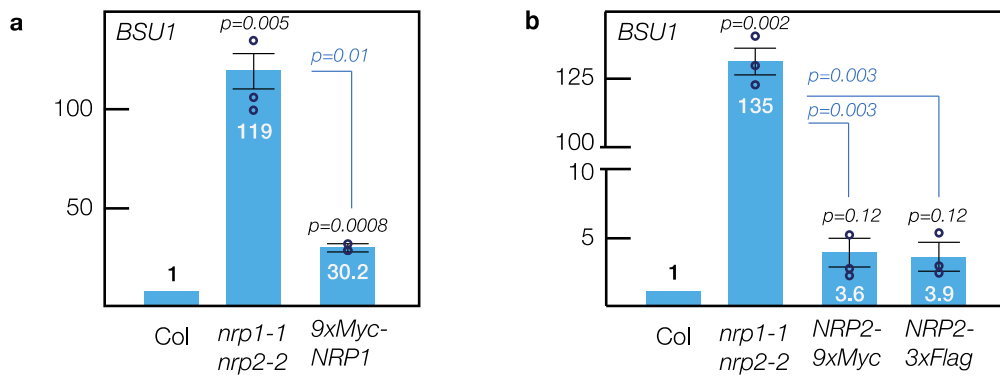 a
BSU1
p=0.005
p=0.01
100
119
50
p=0.0008
1
30.2
Col
nrp1-1
nrp2-2
9xMyc-
NRP1
b
BSU1
p=0.002
p=0.003
125
135
p=0.003
100
10
p=0.12
p=0.12
5
1
3.6
3.9
Col
nrp1-1
nrp2-2
NRP2-
9xMyc
NRP2-
3xFlag